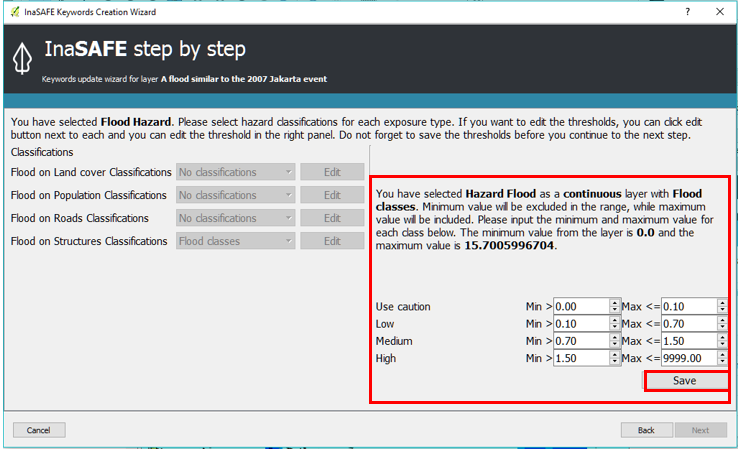 InaSAFE Keywords Creation Wizard
InaSAFE step by step
Keywords update wizard for layer A flood similar to the 2007 Jakarta event
You have selected Flood Hazard. Please select hazard classifications for each exposure type. If you want to edit the thresholds, you can click edit
button next to each and you can edit the threshold in the right panel. Do not forget to save the thresholds before you continue to the next step.
Classifications
Flood on Land cover Classifications No classifications Edit
Flood on Population Classifications No classifications Edit
Flood on Roads Classifications No classifications Edit
Flood on Structures Classifications Flood classes Edit
You have selected Hazard Flood as a continuous layer with Flood
classes. Minimum value will be excluded in the range, while maximum
value will be included. Please input the minimum and maximum value for
each class below. The minimum value from the layer is 0.0 and the
maximum value is 15.7005996704.
Use caution Min > 0.00 Max <= 0.10
Low Min > 0.10 Max <= 0.70
Medium Min > 0.70 Max <= 1.50
High Min > 1.50 Max <= 9999.00
Save
Cancel Back Next